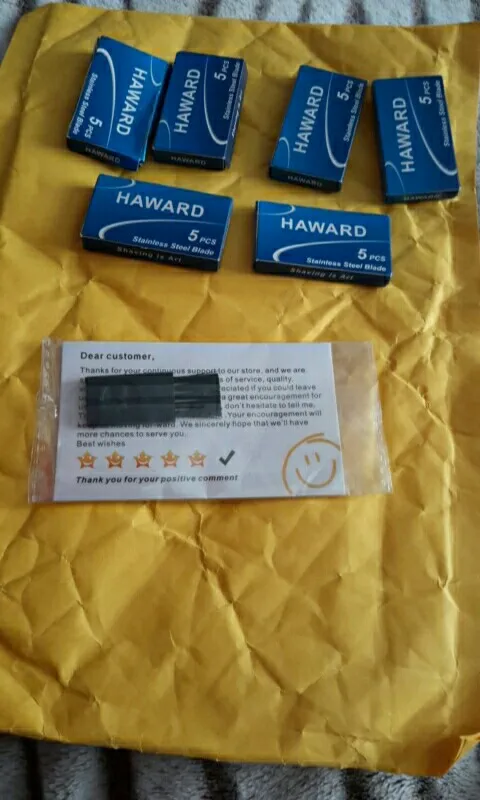 HAWARD
5 PCS
Stainless Steel Blade
HAWARD
HAWARD
5 PCS
Stainless Steel Blade
HAWARD
HAWARD
5 PCS
Stainless Steel Blade
HAWARD
HAWARD
5 PCS
Stainless Steel Blade
HAWARD
HAWARD
5 PCS
Stainless Steel Blade
Shaving is Art
HAWARD
5 PCS
Stainless Steel Blade
Shaving is Art
Dear customer,
Thanks for your continuous support to our store, and we are
of service, quality.
if you could leave
a great encouragement for
don't hasitate to tell me,
.Your encouragement will
forward. We sincerely hope that we'll have
more chances to serve you.
Best wishes
Thank you for your positive comment